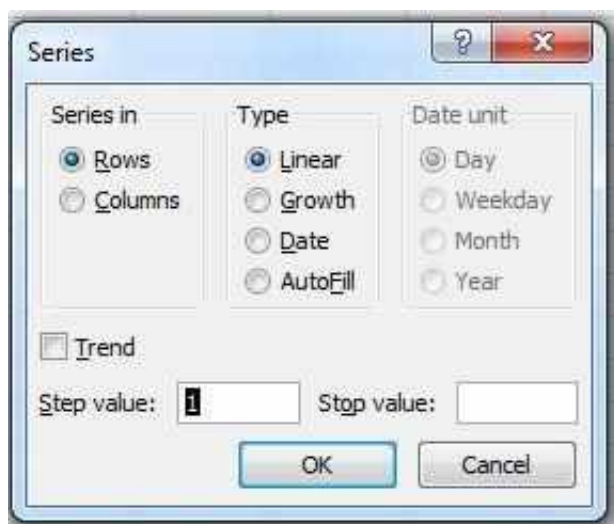 Series
?
X
Series in
Rows
Columns
Type
Linear
Growth
Date
AutoFill
Date unit
Day
Weekday
Month
Year
Trend
Step value: 1
Stop value:
OK
Cancel